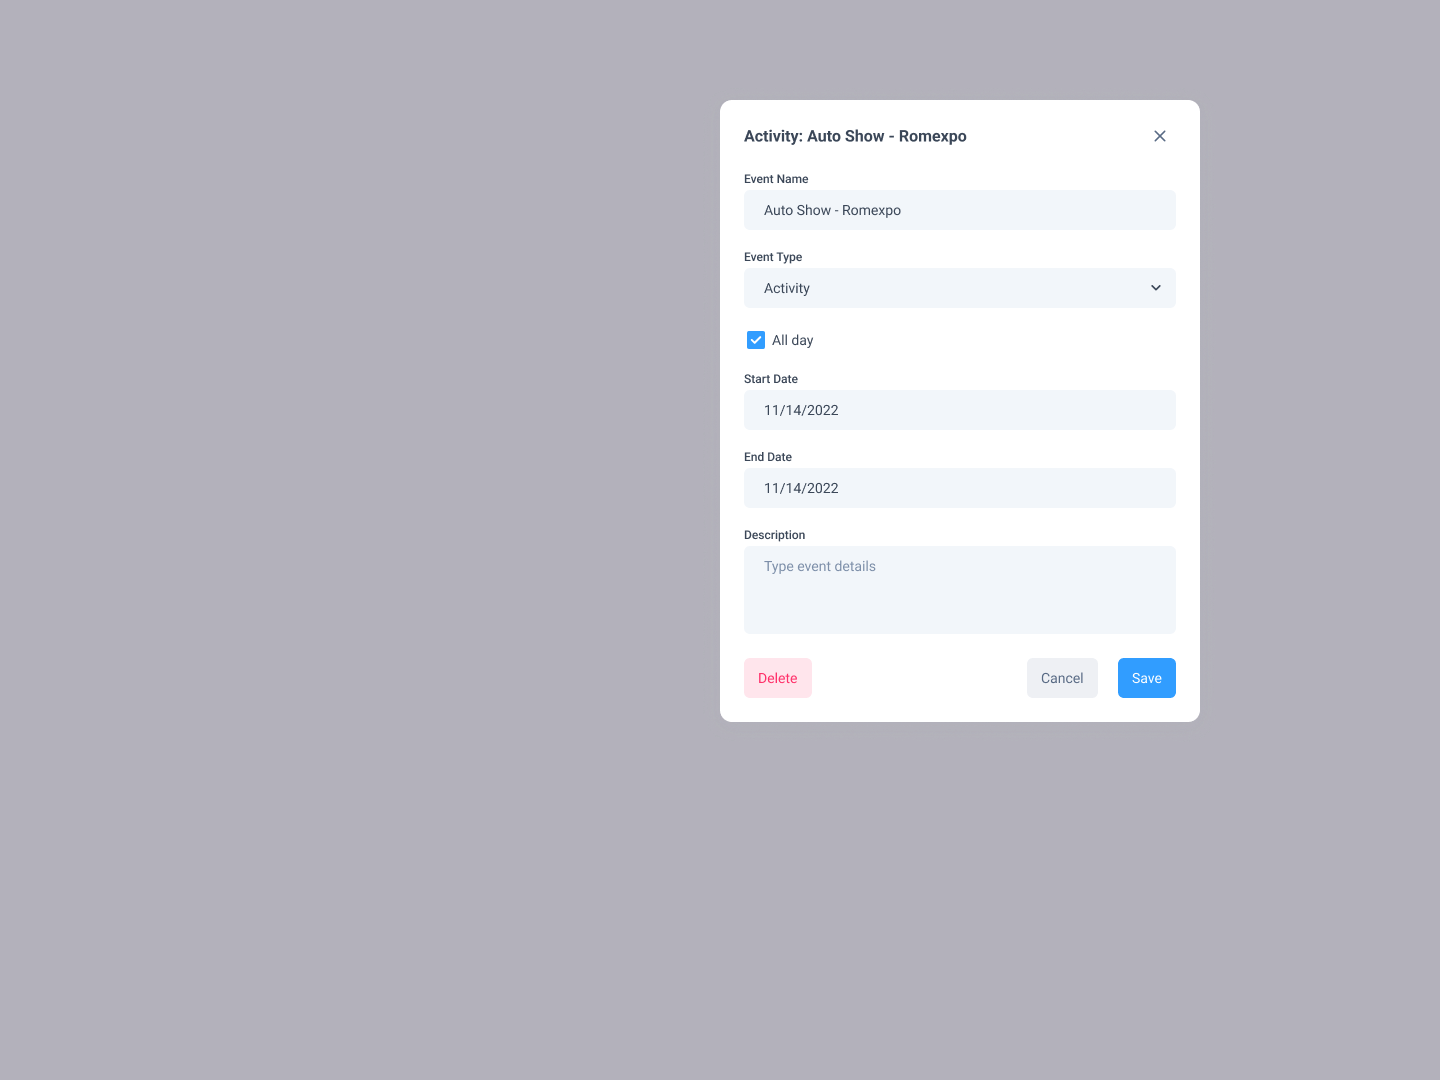 Activity: Auto Show - Romexpo
Event Name
Auto Show - Romexpo
Event Type
Activity
All day
Start Date
11/14/2022
End Date
11/14/2022
Description
Type event details
Delete
Cancel
Save